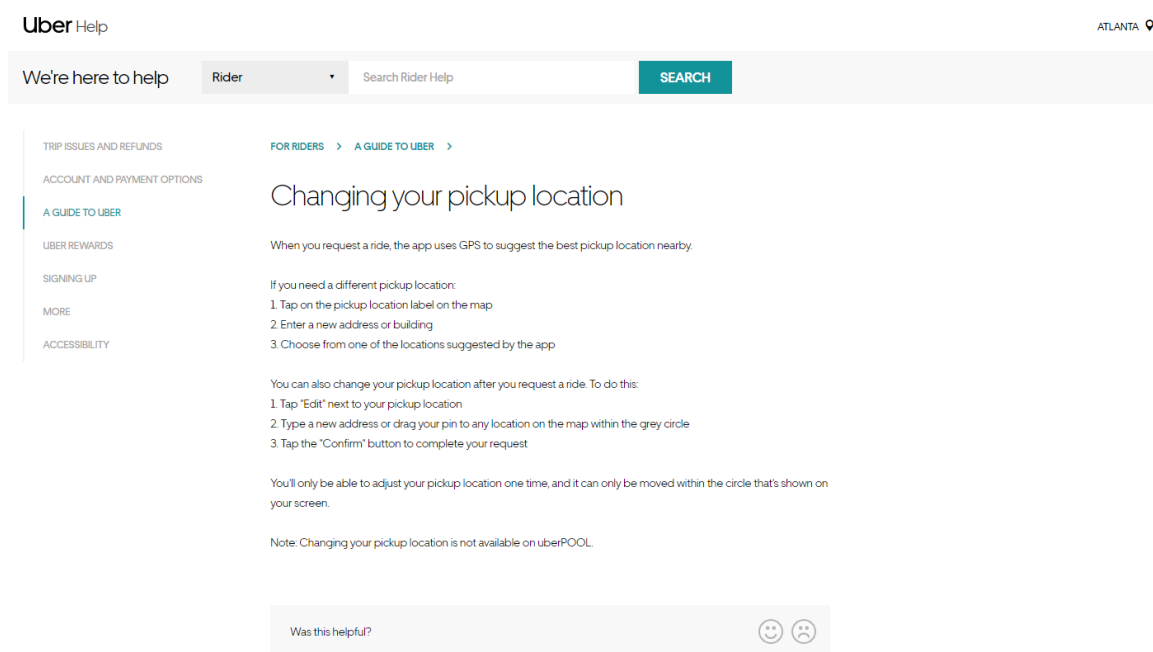 Uber Help
ATLANTA
We're here to help
Rider
Search Rider Help
SEARCH
TRIP ISSUES AND REFUNDS
ACCOUNT AND PAYMENT OPTIONS
A GUIDE TO UBER
UBER REWARDS
SIGNING UP
MORE
ACCESSIBILITY
FOR RIDERS > A GUIDE TO UBER >
Changing your pickup location
When you request a ride, the app uses GPS to suggest the best pickup location nearby.
If you need a different pickup location:
1. Tap on the pickup location label on the map
2. Enter a new address or building
3. Choose from one of the locations suggested by the app
You can also change your pickup location after you request a ride. To do this:
1. Tap "Edit" next to your pickup location
2. Type a new address or drag your pin to any location on the map within the grey circle
3. Tap the "Confirm" button to complete your request
You'll only be able to adjust your pickup location one time, and it can only be moved within the circle that's shown on
your screen.
Note: Changing your pickup location is not available on uberPOOL.
Was this helpful?